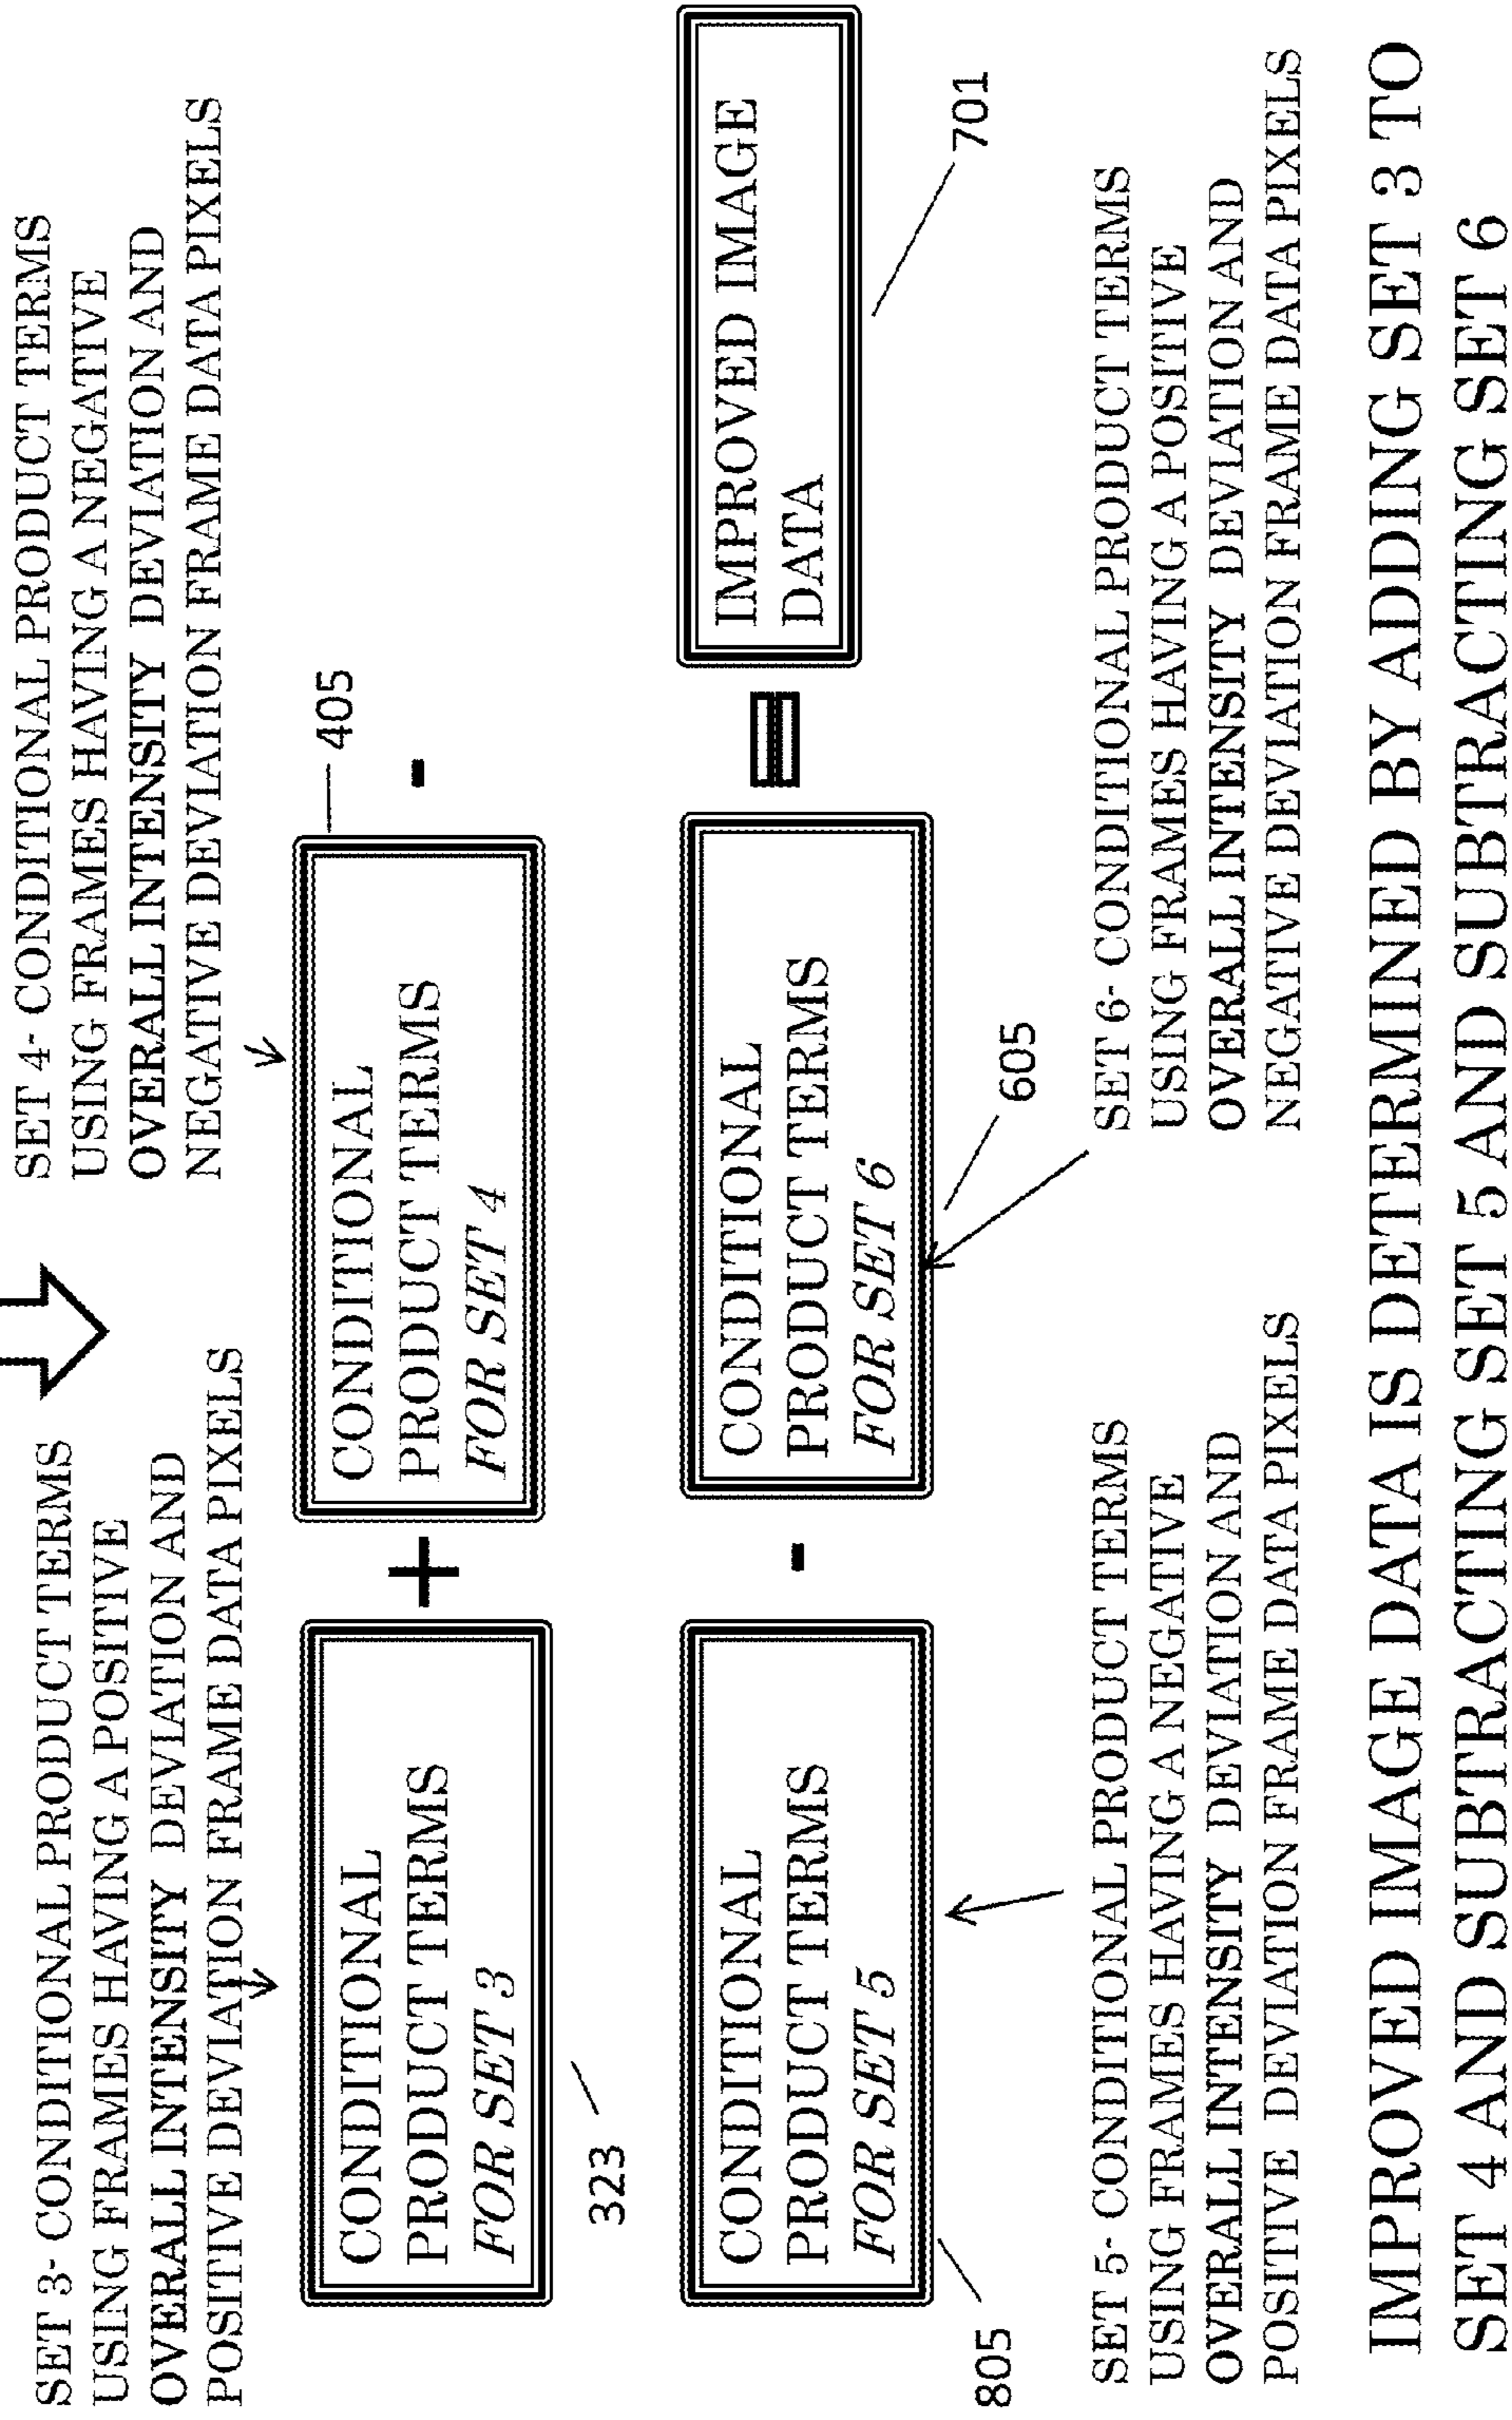 SET 3- CONDITIONAL PRODUCT TERMS
USING FRAMES HAVING A POSITIVE
OVERALL INTENSITY DEVIATION AND
POSITIVE DEVIATION FRAME DATA PIXELS
SET 4- CONDITIONAL PRODUCT TERMS
USING FRAMES HAVING A NEGATIVE
OVERALL INTENSITY DEVIATION AND
NEGATIVE DEVIATION FRAME DATA PIXELS
CONDITIONAL
PRODUCT TERMS
FOR SET 3
323
+
CONDITIONAL
PRODUCT TERMS
FOR SET 4
405
-
CONDITIONAL
PRODUCT TERMS
FOR SET 5
805
-
CONDITIONAL
PRODUCT TERMS
FOR SET 6
605
=
IMPROVED IMAGE
DATA
701
SET 5- CONDITIONAL PRODUCT TERMS
USING FRAMES HAVING A NEGATIVE
OVERALL INTENSITY DEVIATION AND
POSITIVE DEVIATION FRAME DATA PIXELS
SET 6- CONDITIONAL PRODUCT TERMS
USING FRAMES HAVING A POSITIVE
OVERALL INTENSITY DEVIATION AND
NEGATIVE DEVIATION FRAME DATA PIXELS
IMPROVED IMAGE DATA IS DETERMINED BY ADDING SET 3 TO
SET 4 AND SUBTRACTING SET 5 AND SUBTRACTING SET 6